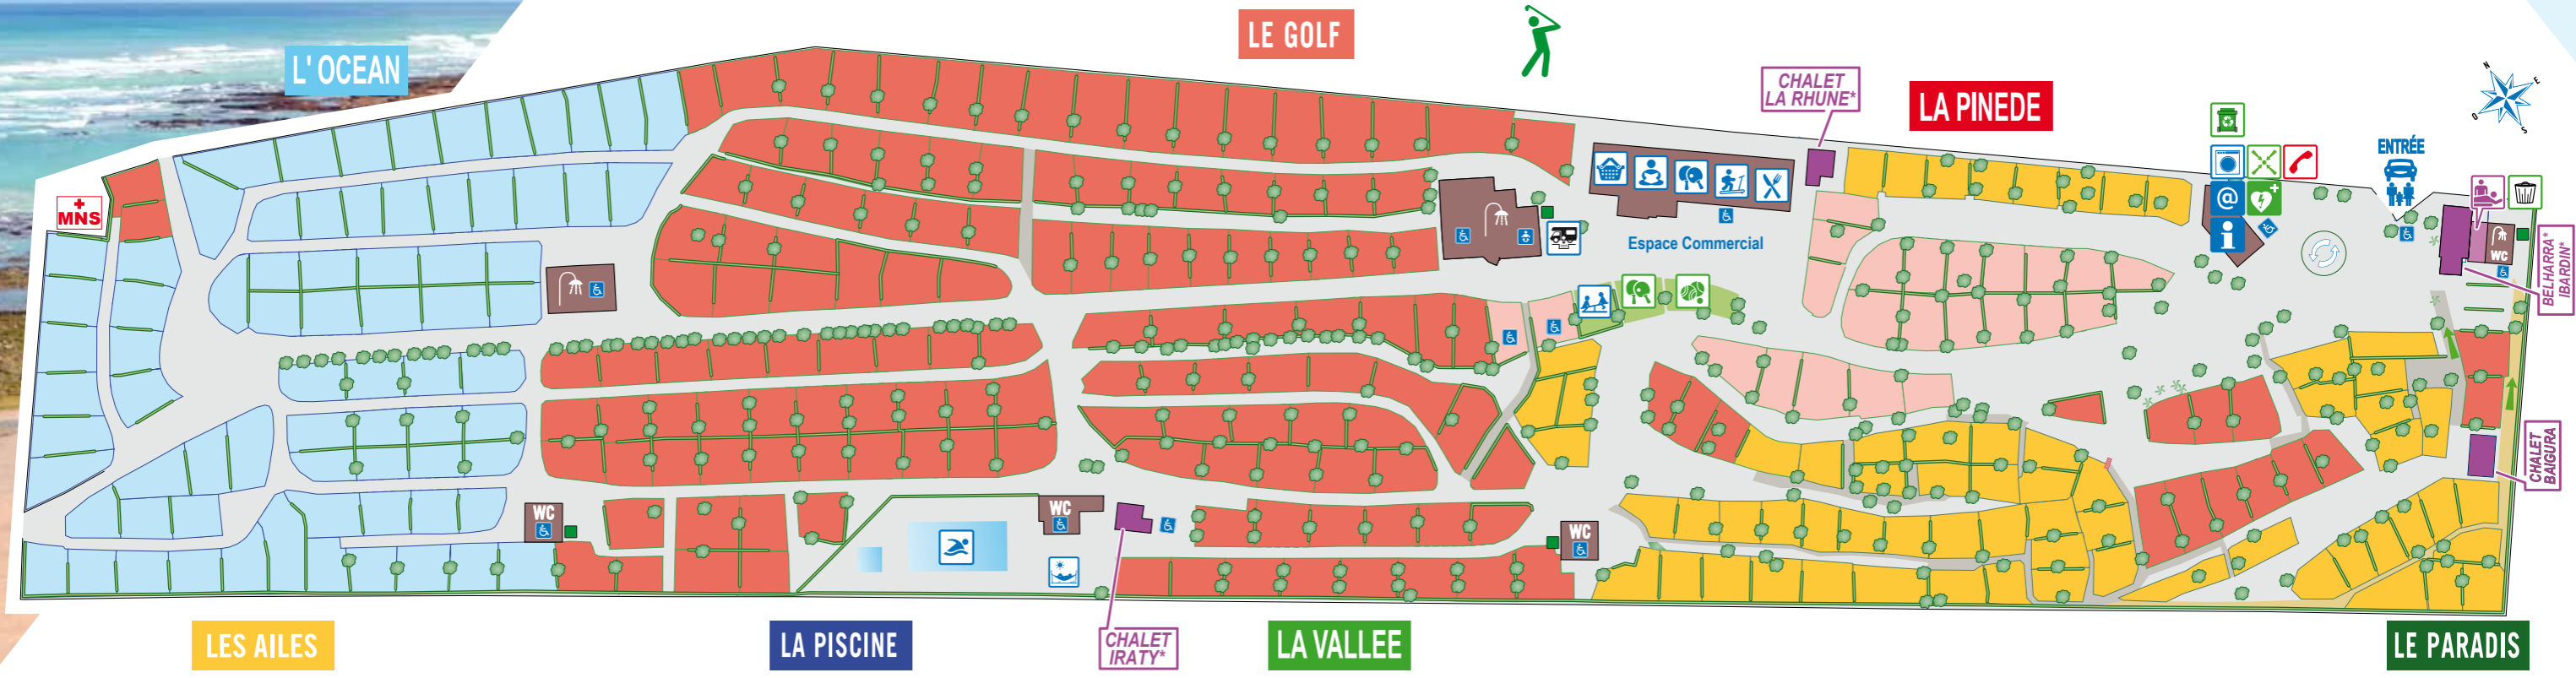 L' OCEAN
LE GOLF
CHALET
LA RHUNE*
LA PINEDE
N
E
S
O
ENTRÉE
MNS
@
i
Espace Commercial
WC
BELHARRA*
IBARDIN*
CHALET
BAIGURA
WC
WC
WC
CHALET
IRATY*
LES AILES
LA PISCINE
LA VALLEE
LE PARADIS